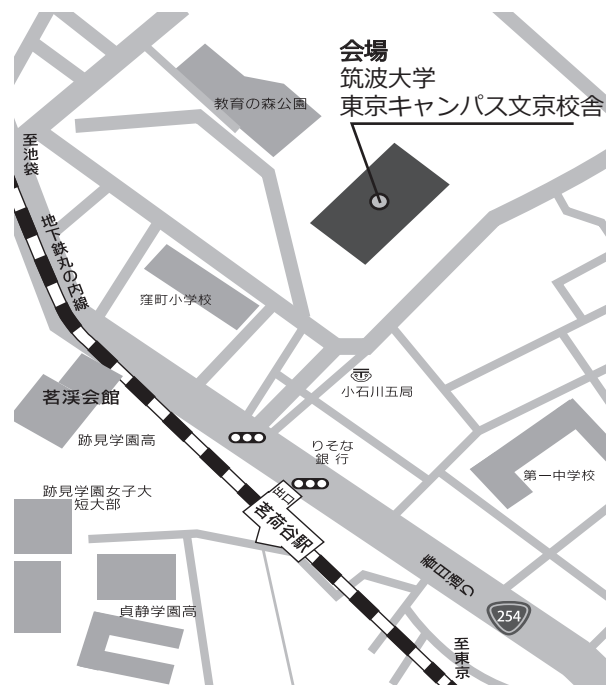 会場
筑波大学
東京キャンパス文京校舎
教育の森公園
至池袋
地下鉄丸の内線
窪町小学校
小石川五局
茗渓会館
跡見学園高
りそな
銀 行
第一中学校
跡見学園女子大
短大部
出口
茗荷谷駅
春日通り
254
貞静学園高
至東京